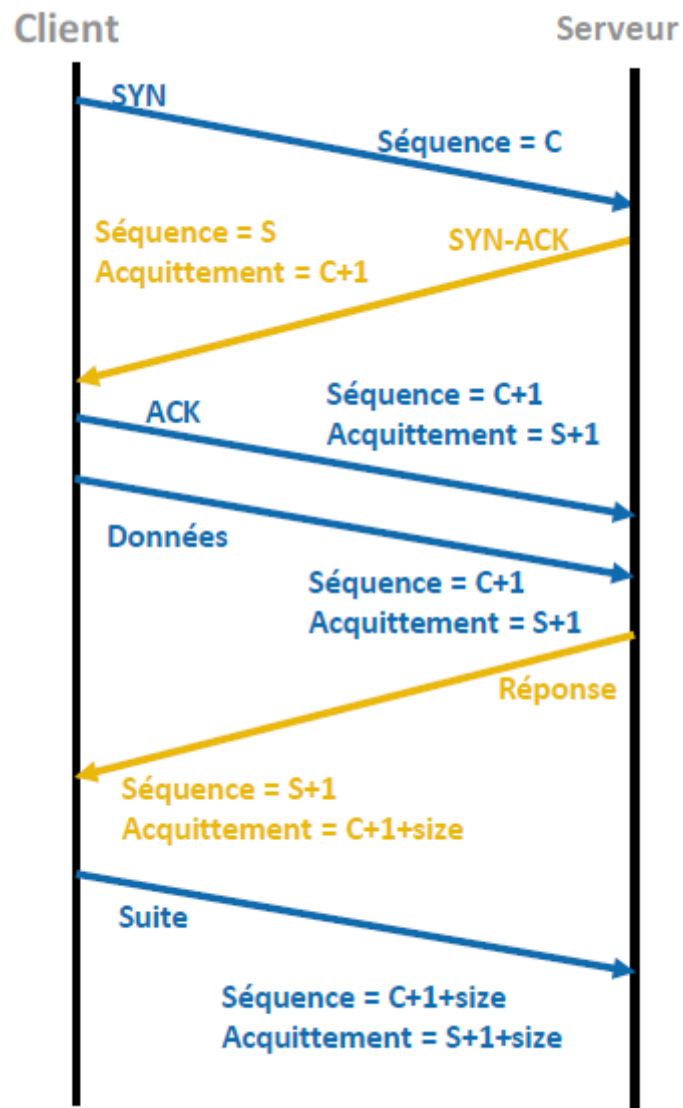 Client
Serveur
SYN
Séquence = C
Séquence = S
Acquittement = C+1
SYN-ACK
ACK
Séquence = C+1
Acquittement = S+1
Données
Séquence = C+1
Acquittement = S+1
Réponse
Séquence = S+1
Acquittement = C+1+size
Suite
Séquence = C+1+size
Acquittement = S+1+size